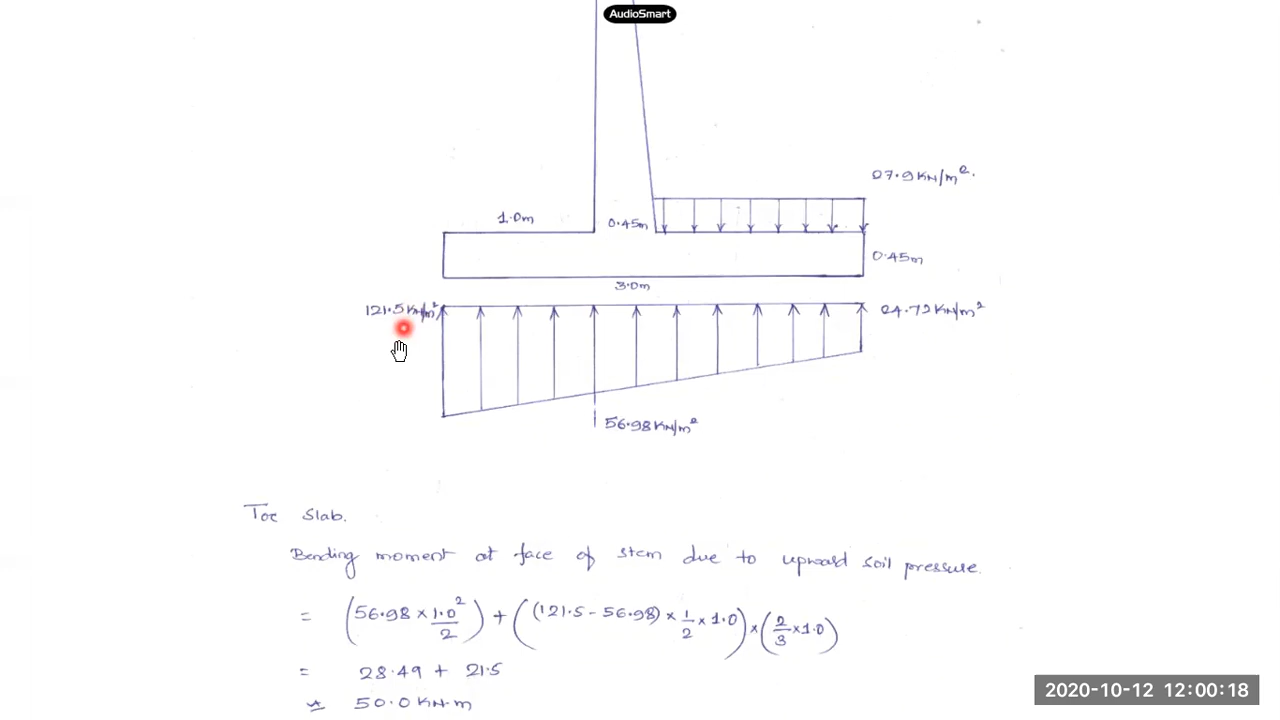 AudioSmart
27.9 KN/m²
1.0m
0.45m
0.45m
3.0m
121.5 KN/m²
24.72 KN/m²
56.98 KN/m²
Toe Slab.
Bending moment at face of stem due to upward soil pressure.
= (56.98 × 1.0²/2) + ((121.5 - 56.98) × 1/2 × 1.0) × (2/3 × 1.0)
= 28.49 + 21.5
≃ 50.0 KN.m
2020-10-12 12:00:18